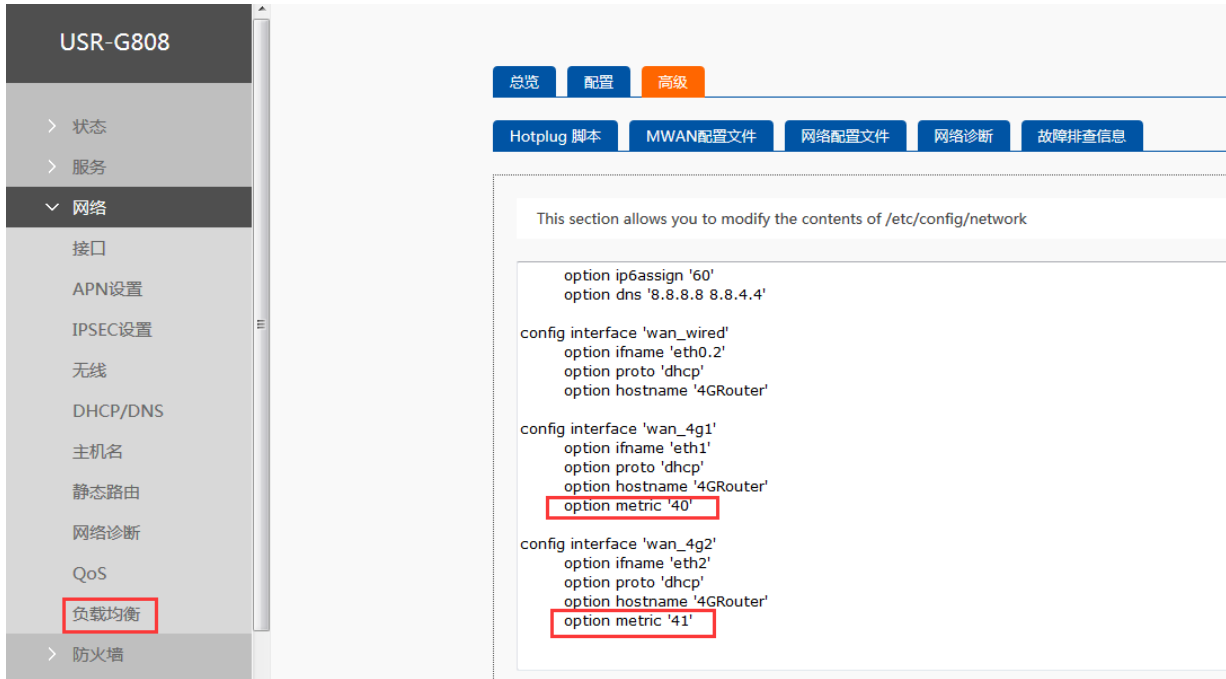 USR-G808
状态
服务
网络
接口
APN设置
IPSEC设置
无线
DHCP/DNS
主机名
静态路由
网络诊断
QoS
负载均衡
防火墙
总览 配置 高级
Hotplug 脚本 MWAN配置文件 网络配置文件 网络诊断 故障排查信息
This section allows you to modify the contents of /etc/config/network
option ip6assign '60'
option dns '8.8.8.8 8.8.4.4'
config interface 'wan_wired'
option ifname 'eth0.2'
option proto 'dhcp'
option hostname '4GRouter'
config interface 'wan_4g1'
option ifname 'eth1'
option proto 'dhcp'
option hostname '4GRouter'
option metric '40'
config interface 'wan_4g2'
option ifname 'eth2'
option proto 'dhcp'
option hostname '4GRouter'
option metric '41'